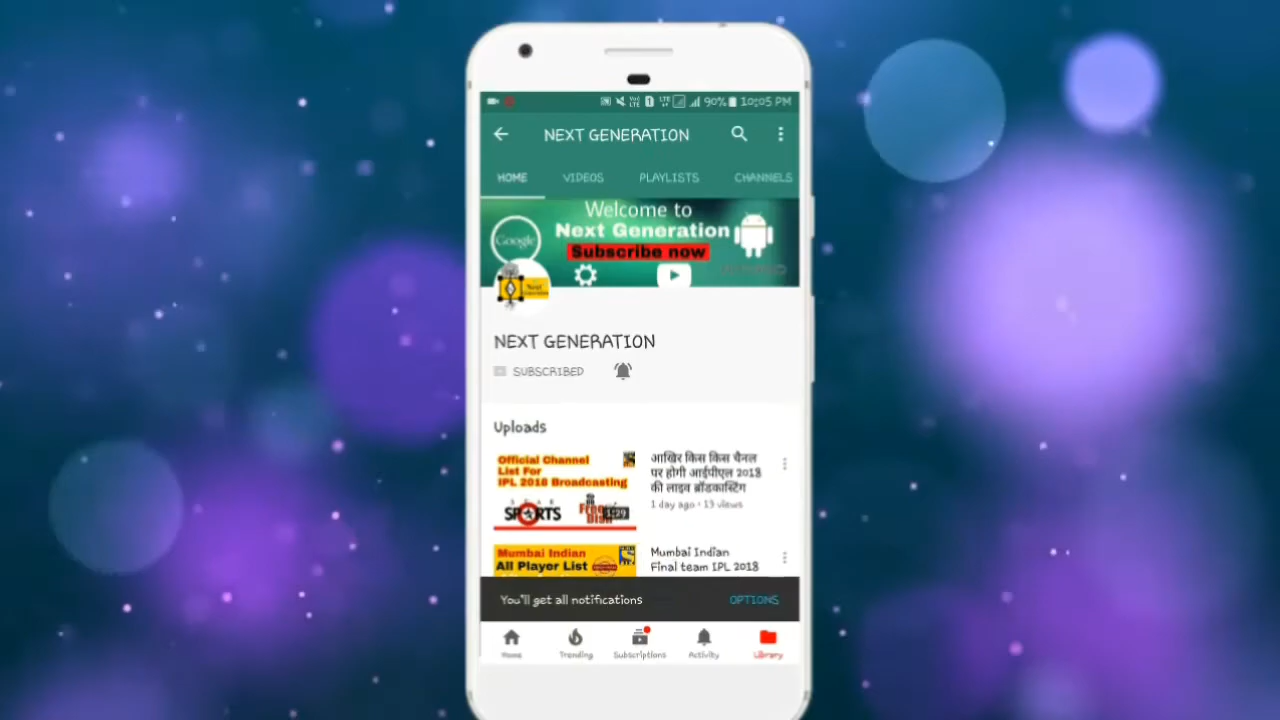 90% 10:05 PM
NEXT GENERATION
HOME VIDEOS PLAYLISTS CHANNELS
Welcome to
Next Generation
Subscribe now
Google
NEXT GENERATION
SUBSCRIBED
Uploads
Official Channel
List For
IPL 2018 Broadcasting
SPORTS
1:29
आखिर किस किस चैनल
पर होगी आईपीएल 2018
की लाइव ब्रॉडकास्टिंग
1 day ago · 13 views
Mumbai Indian
All Player List
Mumbai Indian
Final team IPL 2018
You'll get all notifications OPTIONS
Home Trending Subscriptions Activity Library